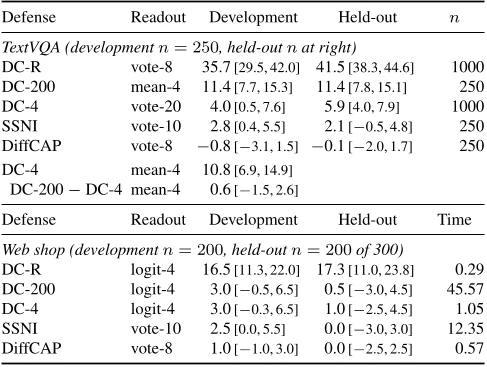 Defense Readout Development Held-out n
TextVQA (development n = 250, held-out n at right)
DC-R vote-8 35.7 [29.5, 42.0] 41.5 [38.3, 44.6] 1000
DC-200 mean-4 11.4 [7.7, 15.3] 11.4 [7.8, 15.1] 250
DC-4 vote-20 4.0 [0.5, 7.6] 5.9 [4.0, 7.9] 1000
SSNI vote-10 2.8 [0.4, 5.5] 2.1 [−0.5, 4.8] 250
DiffCAP vote-8 −0.8 [−3.1, 1.5] −0.1 [−2.0, 1.7] 250
DC-4 mean-4 10.8 [6.9, 14.9]
DC-200 − DC-4 mean-4 0.6 [−1.5, 2.6]
Defense Readout Development Held-out Time
Web shop (development n = 200, held-out n = 200 of 300)
DC-R logit-4 16.5 [11.3, 22.0] 17.3 [11.0, 23.8] 0.29
DC-200 logit-4 3.0 [−0.5, 6.5] 0.5 [−3.0, 4.5] 45.57
DC-4 logit-4 3.0 [−0.3, 6.5] 1.0 [−2.5, 4.5] 1.05
SSNI vote-10 2.5 [0.0, 5.5] 0.0 [−3.0, 3.0] 12.35
DiffCAP vote-8 1.0 [−1.0, 3.0] 0.0 [−2.5, 2.5] 0.57